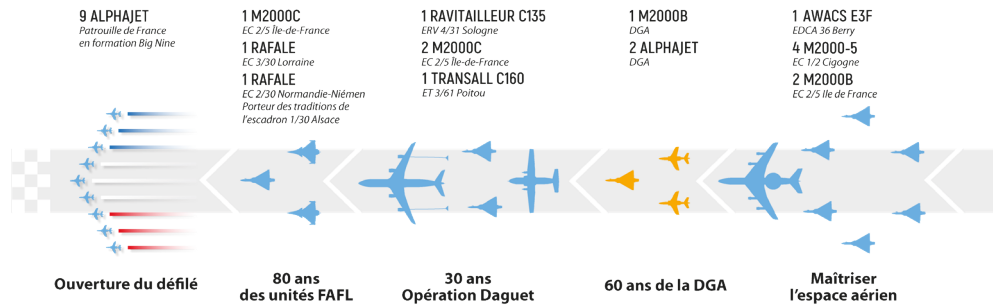 9 ALPHAJET
Patrouille de France
en formation Big Nine
1 M2000C
EC 2/5 Île-de-France
1 RAFALE
EC 3/30 Lorraine
1 RAFALE
EC 2/30 Normandie-Niémen
Porteur des traditions de
l'escadron 1/30 Alsace
1 RAVITAILLEUR C135
ERV 4/31 Sologne
2 M2000C
EC 2/5 Île-de-France
1 TRANSALL C160
ET 3/61 Poitou
1 M2000B
DGA
2 ALPHAJET
DGA
1 AWACS E3F
EDCA 36 Berry
4 M2000-5
EC 1/2 Cigogne
2 M2000B
EC 2/5 Ile de France
Ouverture du défilé
80 ans
des unités FAFL
30 ans
Opération Daguet
60 ans de la DGA
Maîtriser
l'espace aérien